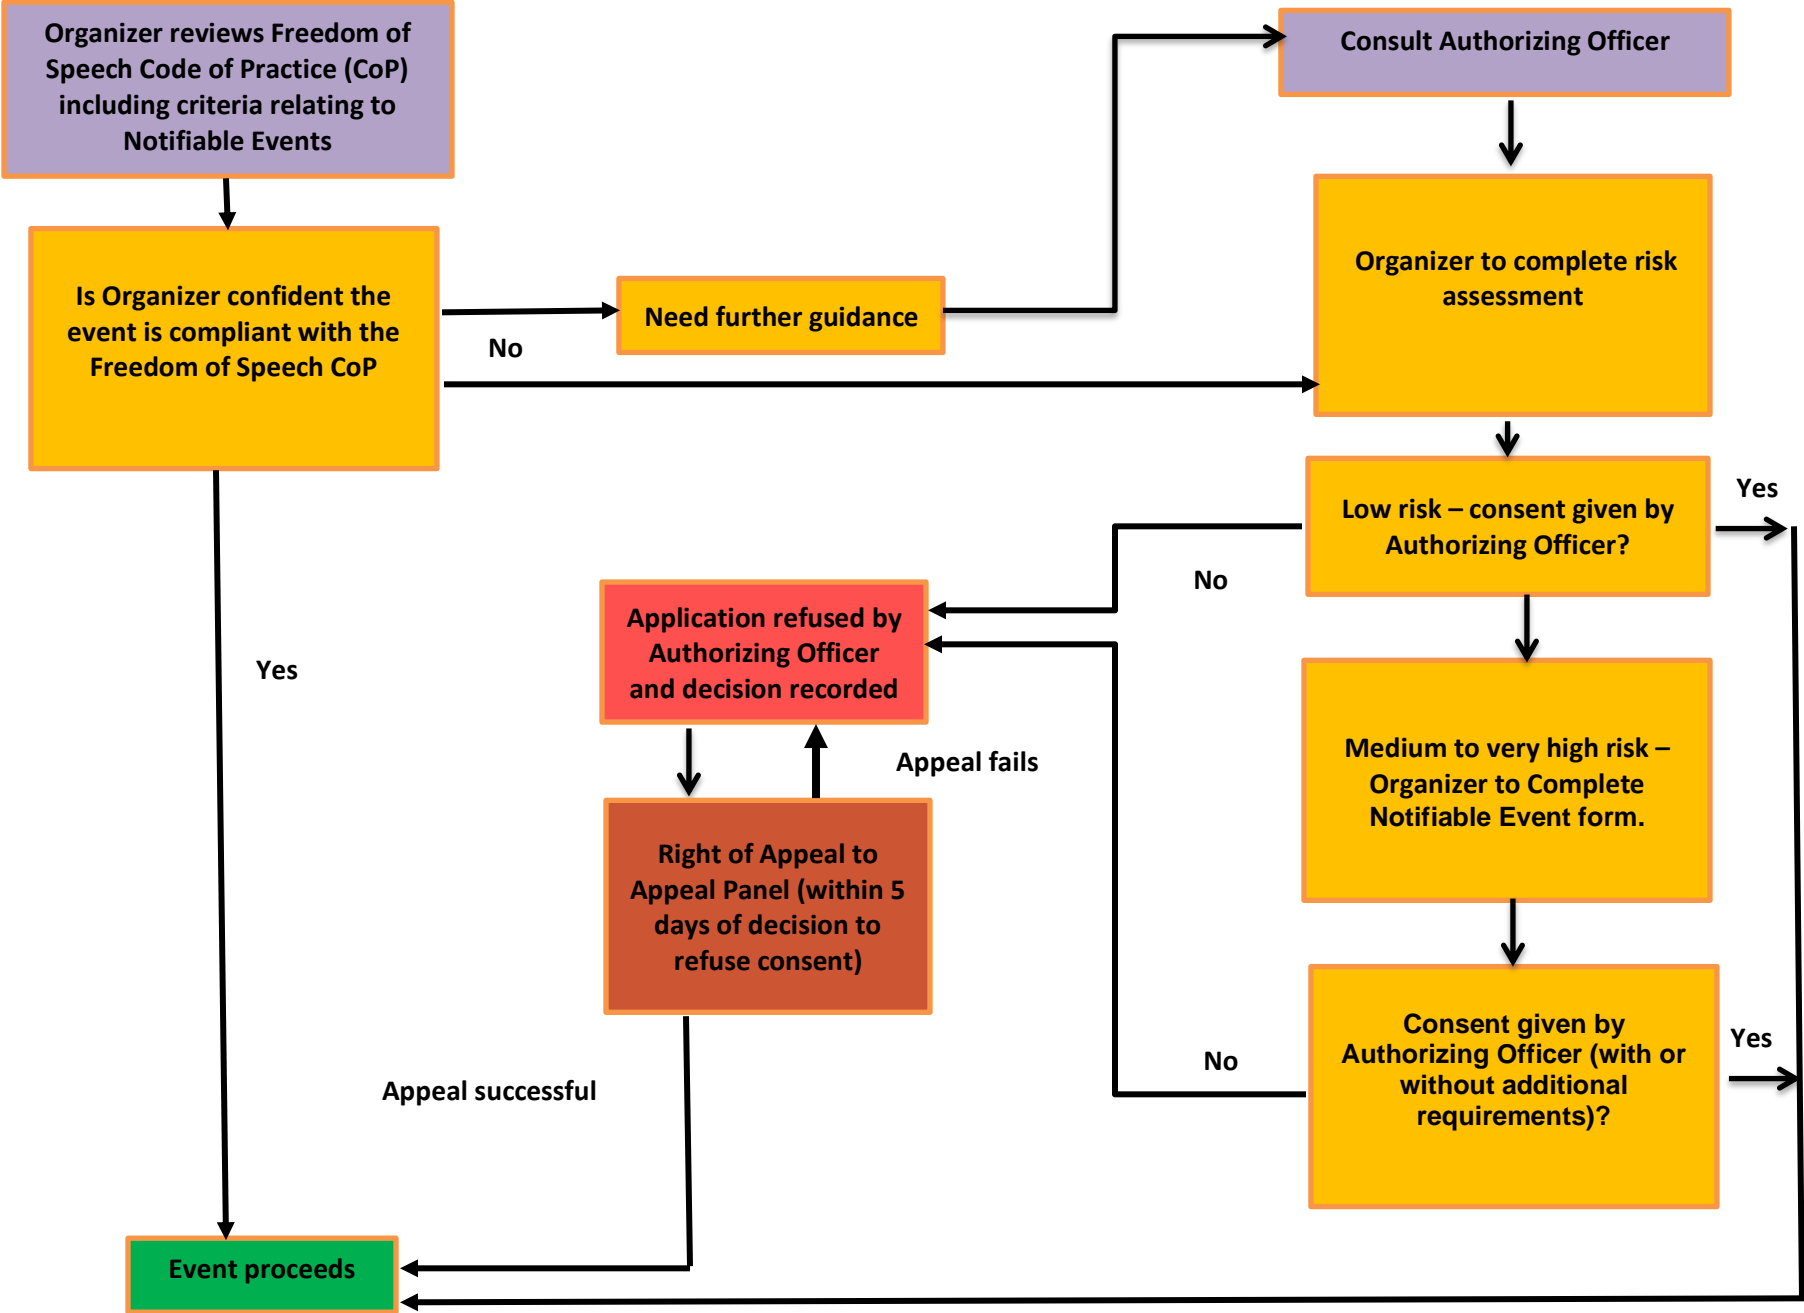 Organizer reviews Freedom of
Speech Code of Practice (CoP)
including criteria relating to
Notifiable Events
Consult Authorizing Officer
Is Organizer confident the
event is compliant with the
Freedom of Speech CoP
Need further guidance
No
Organizer to complete risk
assessment
Low risk – consent given by
Authorizing Officer?
Yes
No
Application refused by
Authorizing Officer
and decision recorded
Yes
Appeal fails
Medium to very high risk –
Organizer to Complete
Notifiable Event form.
Right of Appeal to
Appeal Panel (within 5
days of decision to
refuse consent)
Consent given by
Authorizing Officer (with or
without additional
requirements)?
Yes
No
Appeal successful
Event proceeds